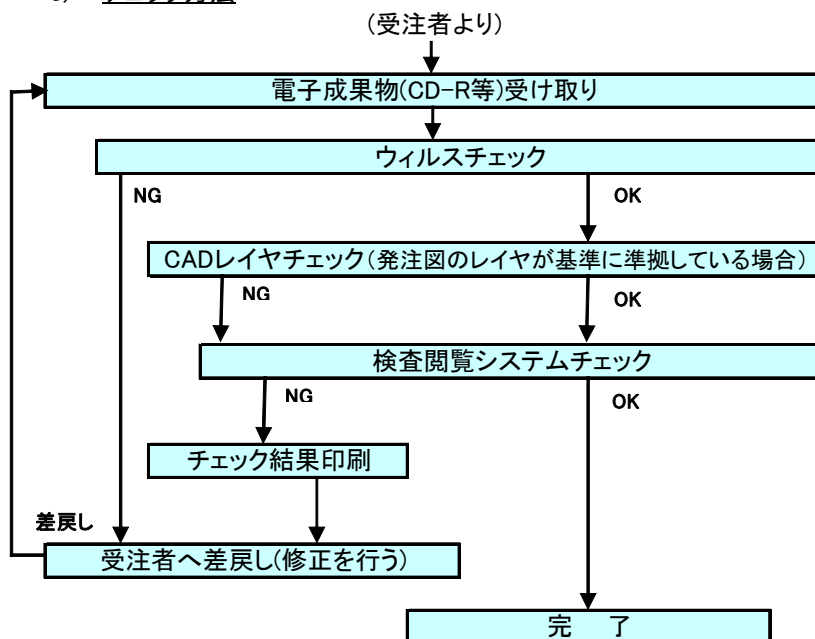 (受注者より)
電子成果物(CD-R等)受け取り
ウィルスチェック
NG
OK
CADレイヤチェック(発注図のレイヤが基準に準拠している場合)
NG
OK
検査閲覧システムチェック
NG
OK
チェック結果印刷
差戻し
受注者へ差戻し(修正を行う)
完 了